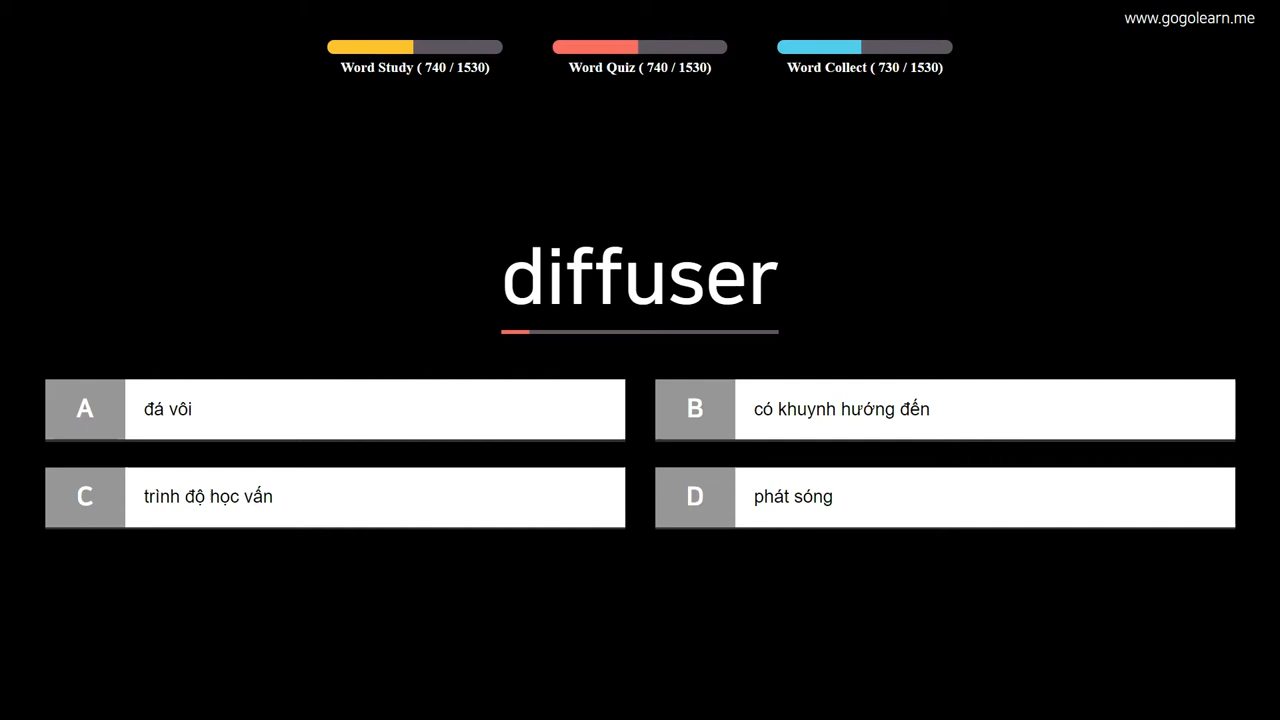 www.gogolearn.me
Word Study ( 740 / 1530)
Word Quiz ( 740 / 1530)
Word Collect ( 730 / 1530)
diffuser
A đá vôi
B có khuynh hướng đến
C trình độ học vấn
D phát sóng